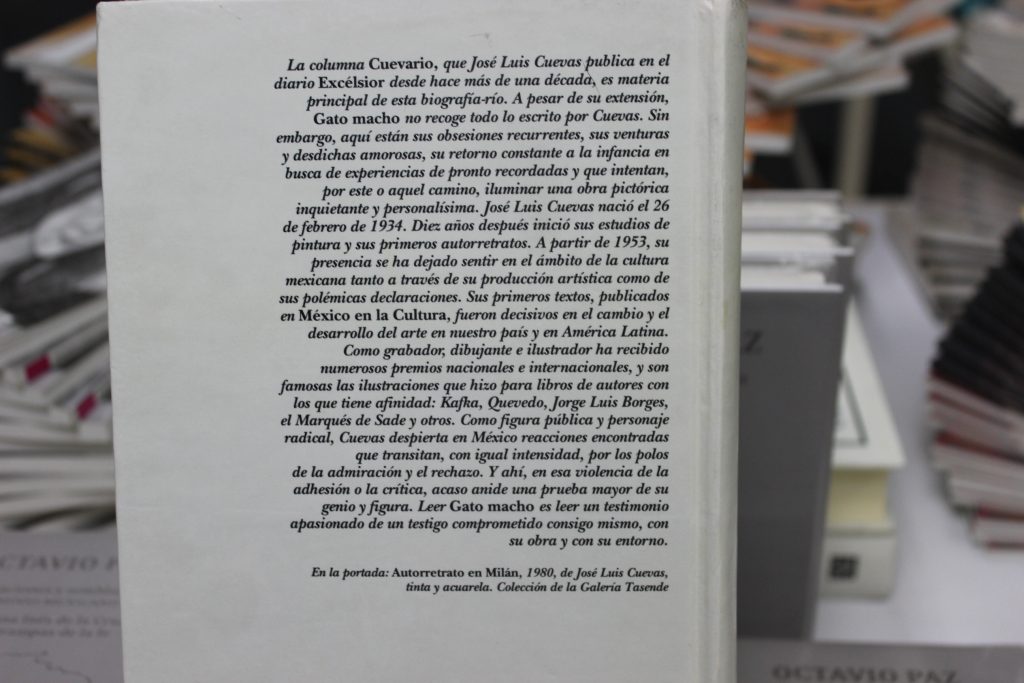 La columna Cuevario, que José Luis Cuevas publica en el
diario Excélsior desde hace más de una década, es materia
principal de esta biografía-río. A pesar de su extensión,
Gato macho no recoge todo lo escrito por Cuevas. Sin
embargo, aquí están sus obsesiones recurrentes, sus venturas
y desdichas amorosas, su retorno constante a la infancia en
busca de experiencias de pronto recordadas y que intentan,
por este o aquel camino, iluminar una obra pictórica
inquietante y personalísima. José Luis Cuevas nació el 26
de febrero de 1934. Diez años después inició sus estudios de
pintura y sus primeros autorretratos. A partir de 1953, su
presencia se ha dejado sentir en el ámbito de la cultura
mexicana tanto a través de su producción artística como de
sus polémicas declaraciones. Sus primeros textos, publicados
en México en la Cultura, fueron decisivos en el cambio y el
desarrollo del arte en nuestro país y en América Latina.
Como grabador, dibujante e ilustrador ha recibido
numerosos premios nacionales e internacionales, y son
famosas las ilustraciones que hizo para libros de autores con
los que tiene afinidad: Kafka, Quevedo, Jorge Luis Borges,
el Marqués de Sade y otros. Como figura pública y personaje
radical, Cuevas despierta en México reacciones encontradas
que transitan, con igual intensidad, por los polos
de la admiración y el rechazo. Y ahí, en esa violencia de la
adhesión o la crítica, acaso anide una prueba mayor de su
genio y figura. Leer Gato macho es leer un testimonio
apasionado de un testigo comprometido consigo mismo, con
su obra y con su entorno.
En la portada: Autorretrato en Milán, 1980, de José Luis Cuevas,
tinta y acuarela. Colección de la Galería Tasende
OCTAVIO PAZ